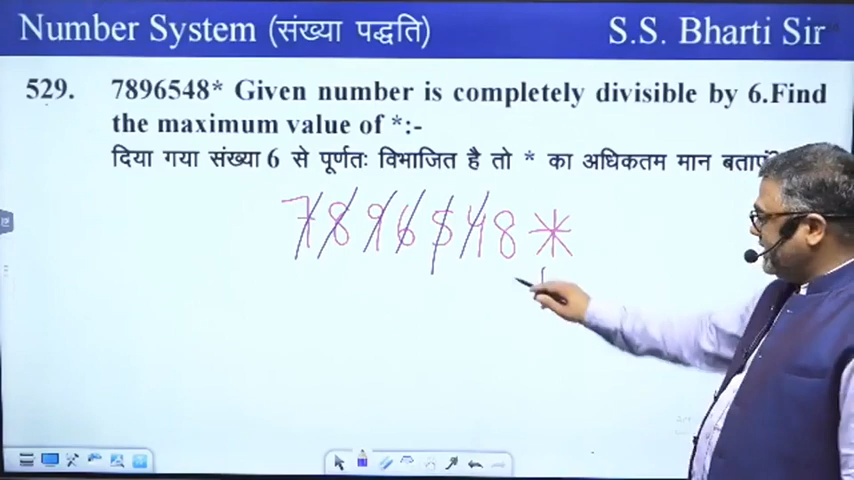 Number System (संख्या पद्धति) S.S. Bharti Sir
529. 7896548* Given number is completely divisible by 6.Find
the maximum value of *:-
दिया गया संख्या 6 से पूर्णतः विभाजित है तो * का अधिकतम मान
7896548*